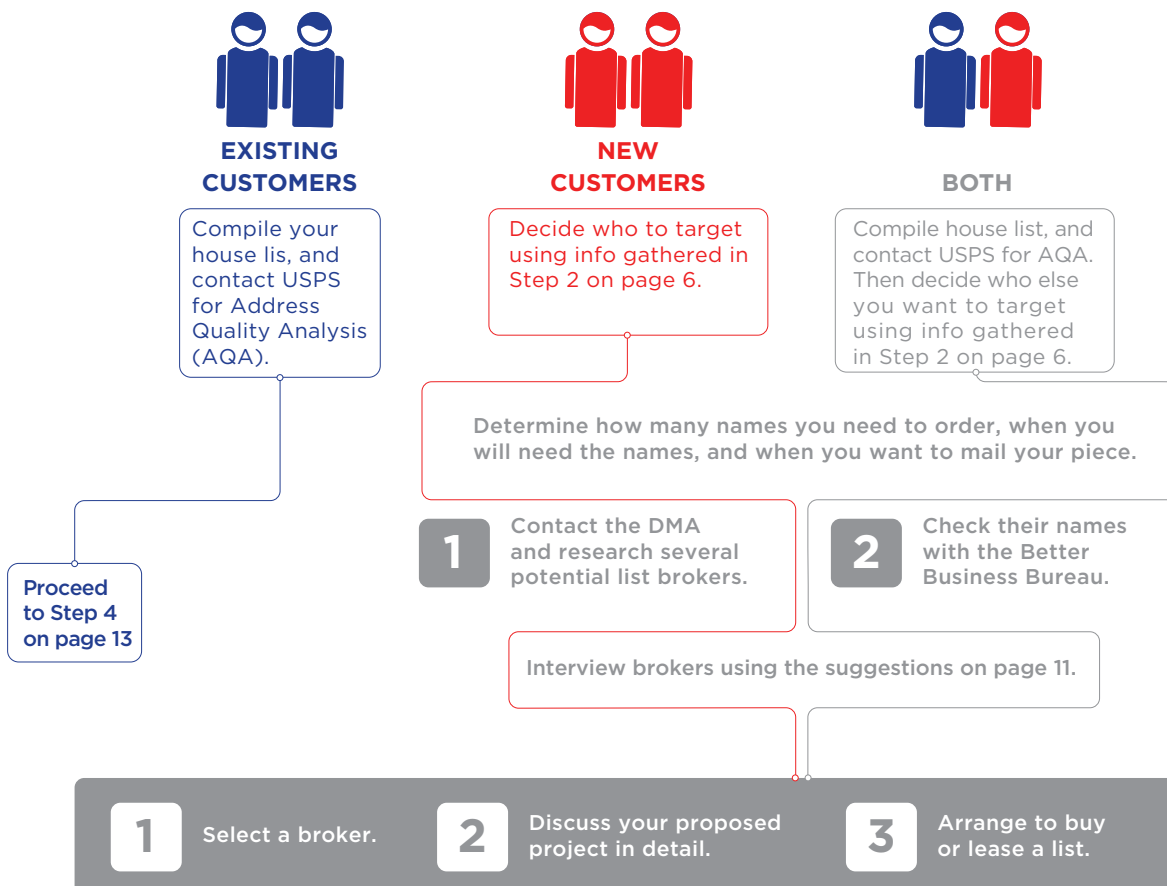 EXISTING
CUSTOMERS
Compile your
house lis, and
contact USPS
for Address
Quality Analysis
(AQA).
Proceed
to Step 4
on page 13
NEW
CUSTOMERS
Decide who to target
using info gathered in
Step 2 on page 6.
BOTH
Compile house list, and
contact USPS for AQA.
Then decide who else
you want to target
using info gathered
in Step 2 on page 6.
Determine how many names you need to order, when you
will need the names, and when you want to mail your piece.
1
Contact the DMA
and research several
potential list brokers.
2
Check their names
with the Better
Business Bureau.
Interview brokers using the suggestions on page 11.
1
Select a broker.
2
Discuss your proposed
project in detail.
3
Arrange to buy
or lease a list.